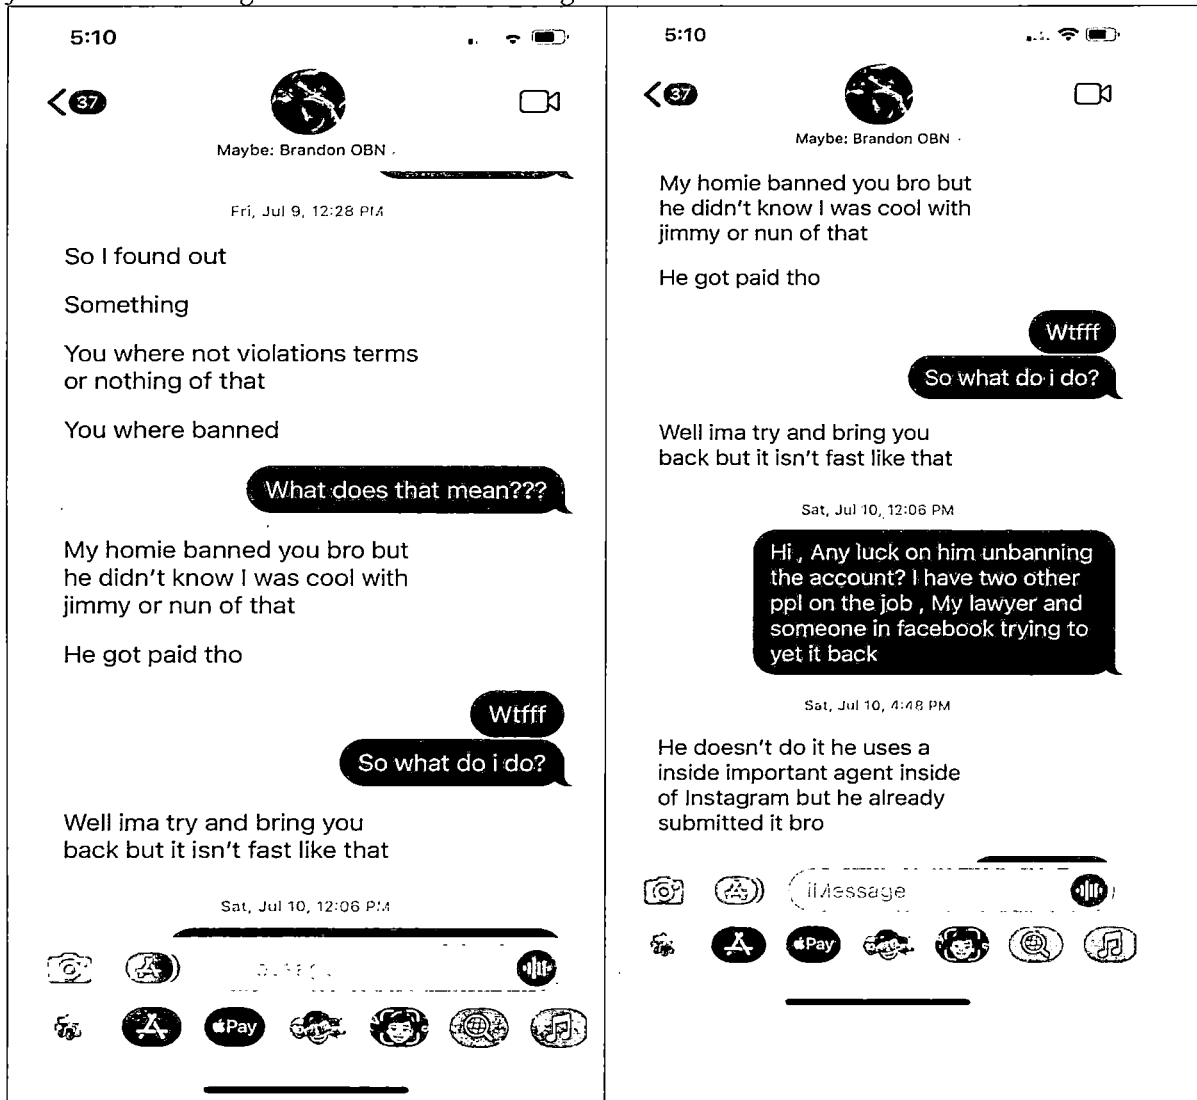 5:10
37
Maybe: Brandon OBN
Fri, Jul 9, 12:28 PM
So I found out
Something
You where not violations terms
or nothing of that
You where banned
What does that mean???
My homie banned you bro but
he didn't know I was cool with
jimmy or nun of that
He got paid tho
Wtfff
So what do i do?
Well ima try and bring you
back but it isn't fast like that
Sat, Jul 10, 12:06 PM
Pay
5:10
37
Maybe: Brandon OBN
My homie banned you bro but
he didn't know I was cool with
jimmy or nun of that
He got paid tho
Wtfff
So what do i do?
Well ima try and bring you
back but it isn't fast like that
Sat, Jul 10, 12:06 PM
Hi , Any luck on him unbanning
the account? I have two other
ppl on the job , My lawyer and
someone in facebook trying to
yet it back
Sat, Jul 10, 4:48 PM
He doesn't do it he uses a
inside important agent inside
of Instagram but he already
submitted it bro
iMessage
Pay